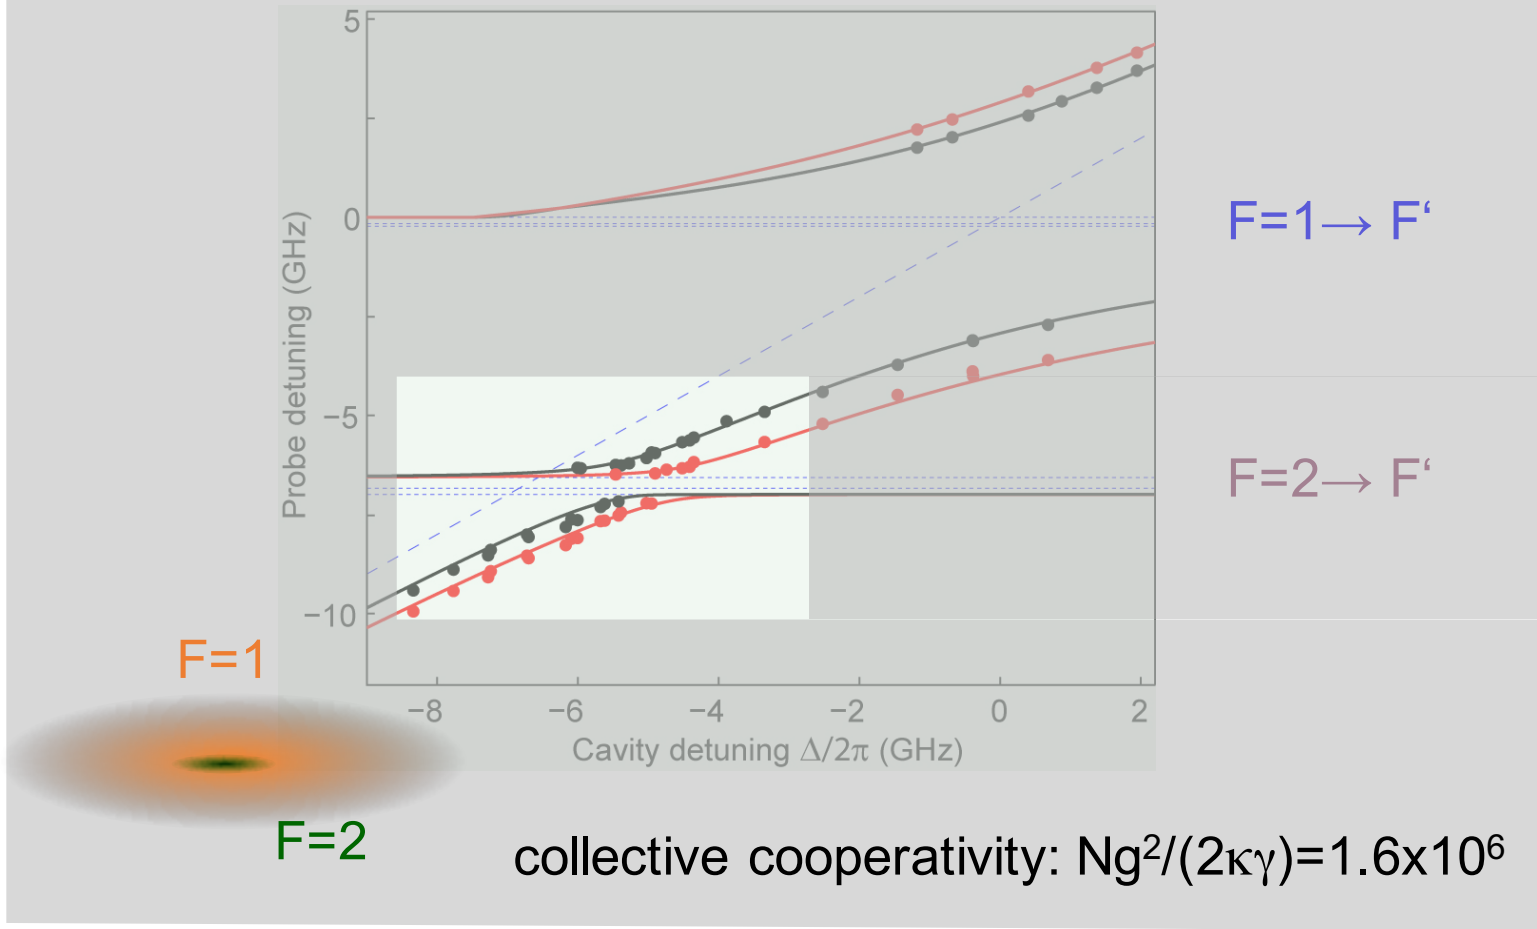 5
0
−5
−10
Probe detuning (GHz)
−8 −6 −4 −2 0 2
Cavity detuning Δ/2π (GHz)
F=1→ F‘
F=2→ F‘
F=1
F=2
collective cooperativity: Ng²/(2κγ)=1.6x10⁶